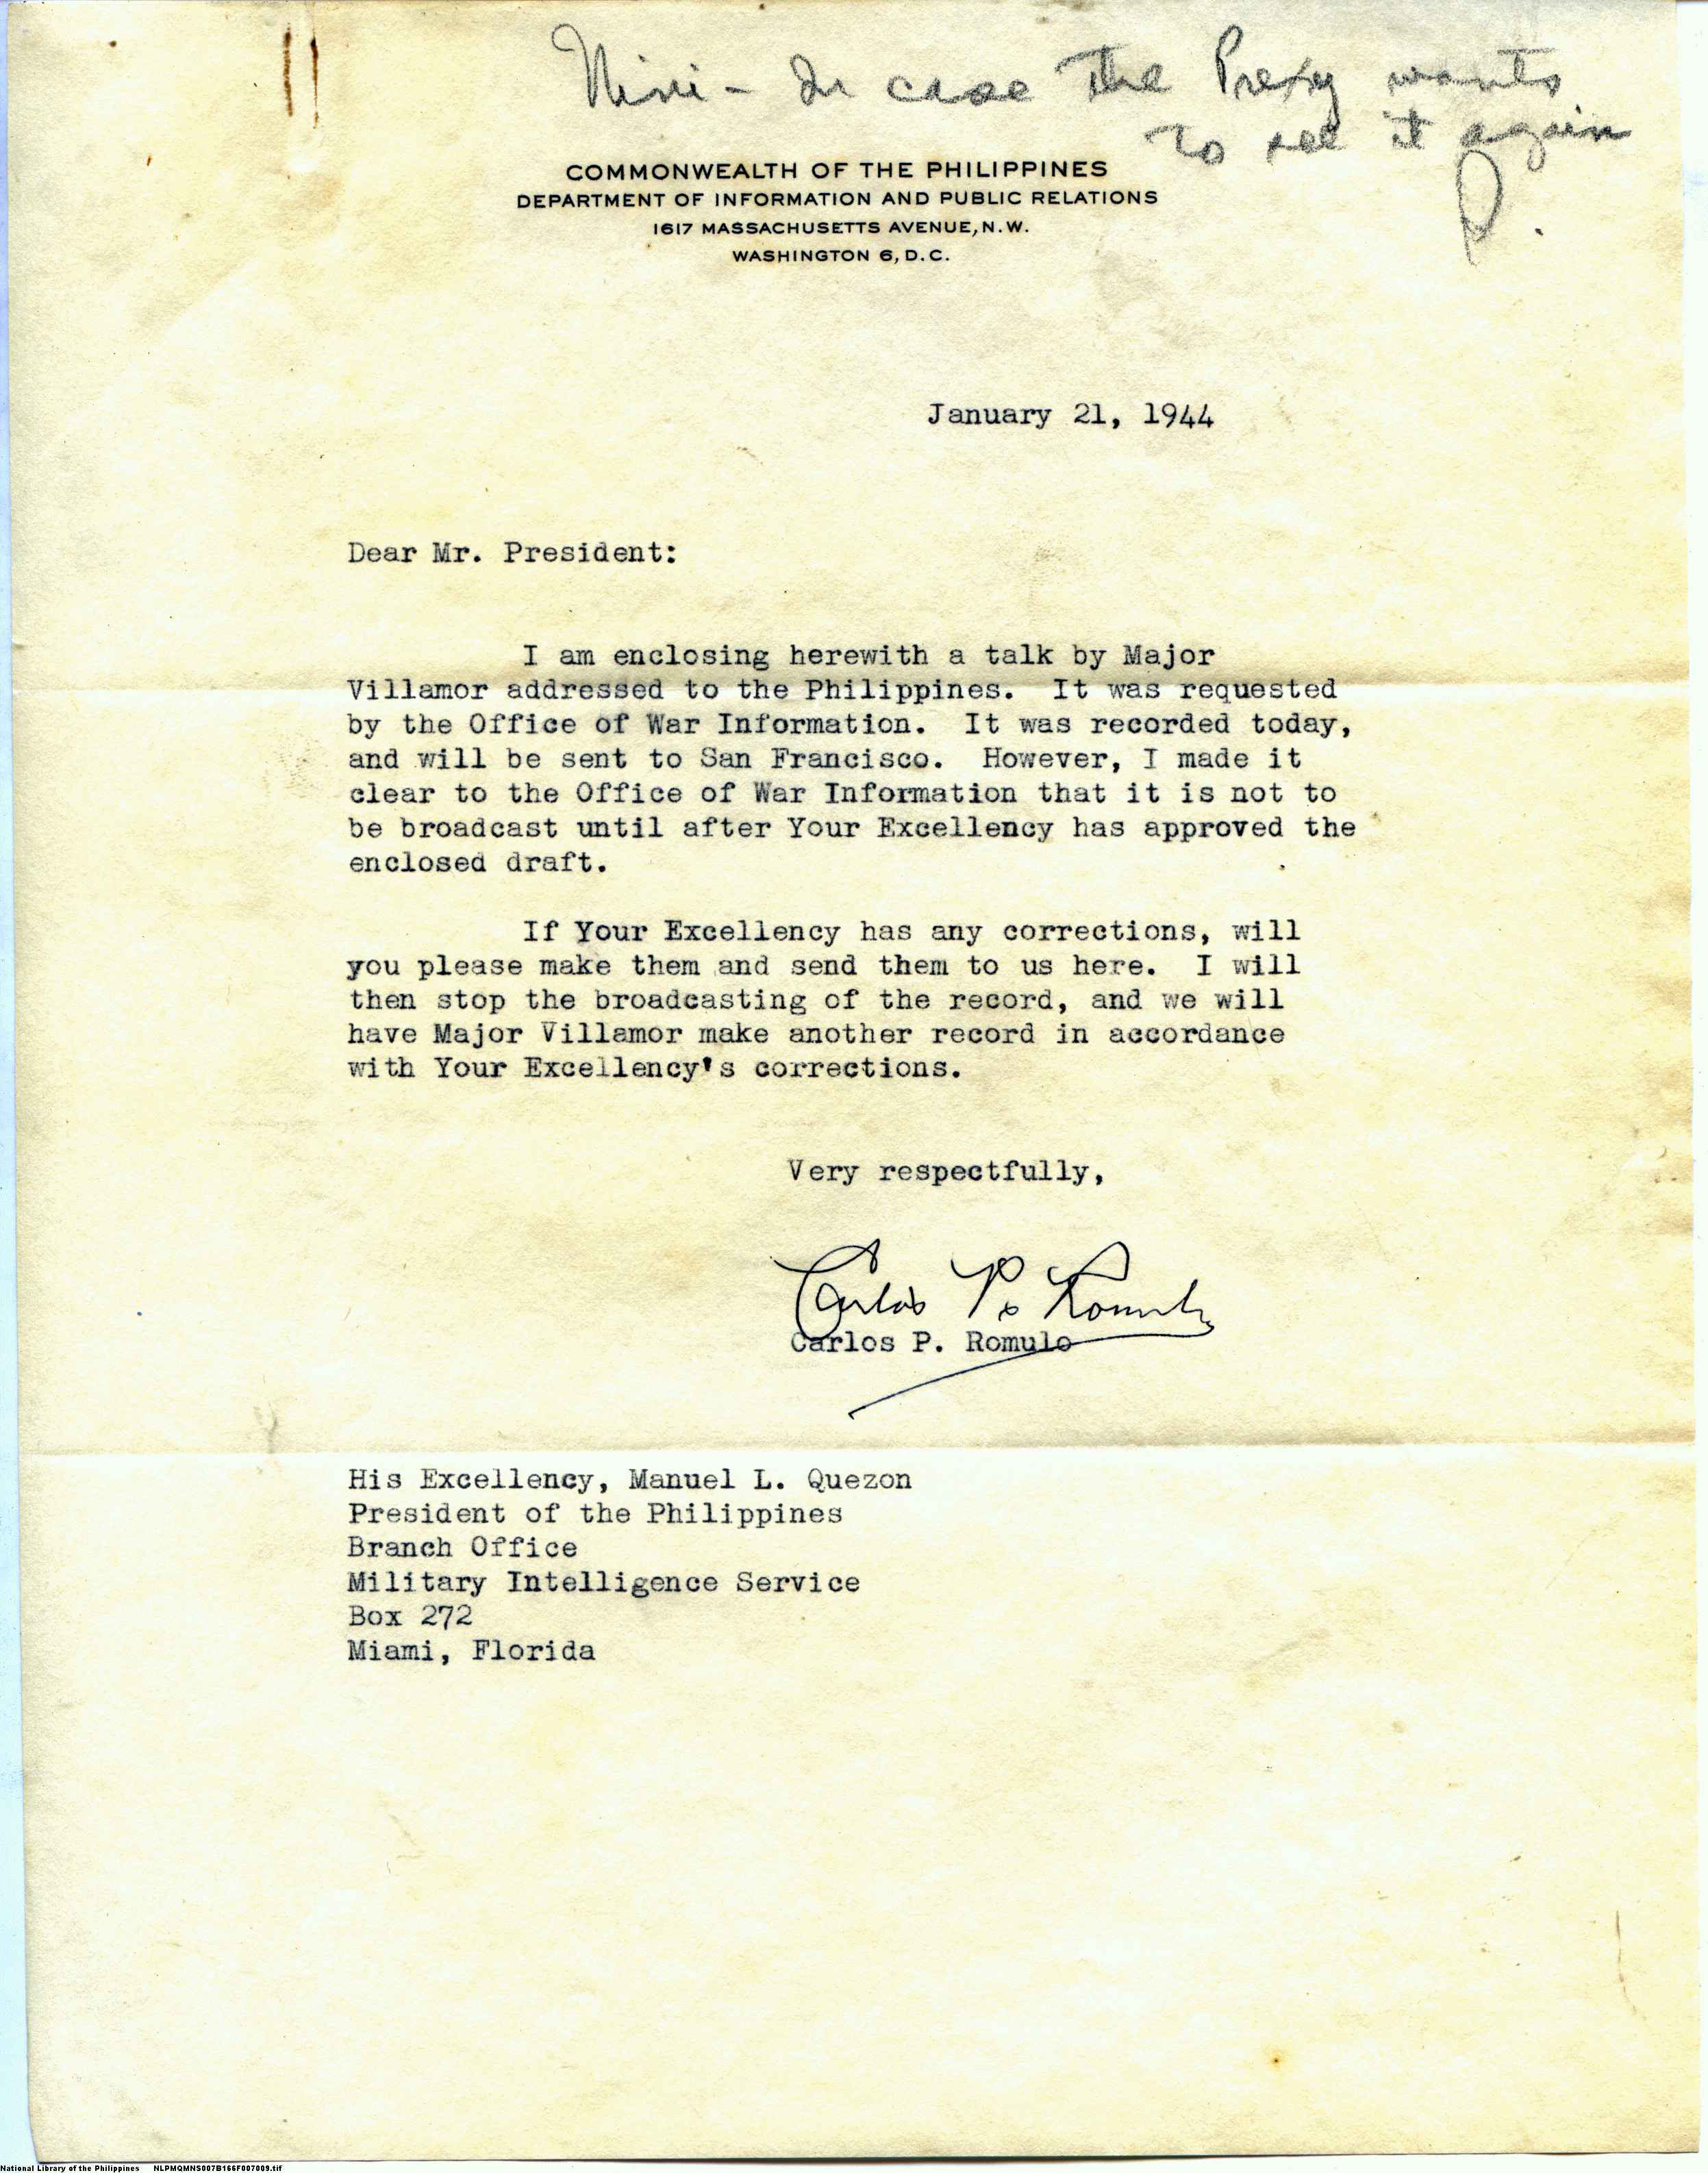 Nini - In case the Prexy wants
to see it again
P.
COMMONWEALTH OF THE PHILIPPINES
DEPARTMENT OF INFORMATION AND PUBLIC RELATIONS
1617 MASSACHUSETTS AVENUE, N.W.
WASHINGTON 6, D.C.
January 21, 1944
Dear Mr. President:
I am enclosing herewith a talk by Major
Villamor addressed to the Philippines. It was requested
by the Office of War Information. It was recorded today,
and will be sent to San Francisco. However, I made it
clear to the Office of War Information that it is not to
be broadcast until after Your Excellency has approved the
enclosed draft.
If Your Excellency has any corrections, will
you please make them and send them to us here. I will
then stop the broadcasting of the record, and we will
have Major Villamor make another record in accordance
with Your Excellency's corrections.
Very respectfully,
Carlos P. Romulo
Carlos P. Romulo
His Excellency, Manuel L. Quezon
President of the Philippines
Branch Office
Military Intelligence Service
Box 272
Miami, Florida
National Library of the Philippines NLPMQMNS007B166F007009.tif